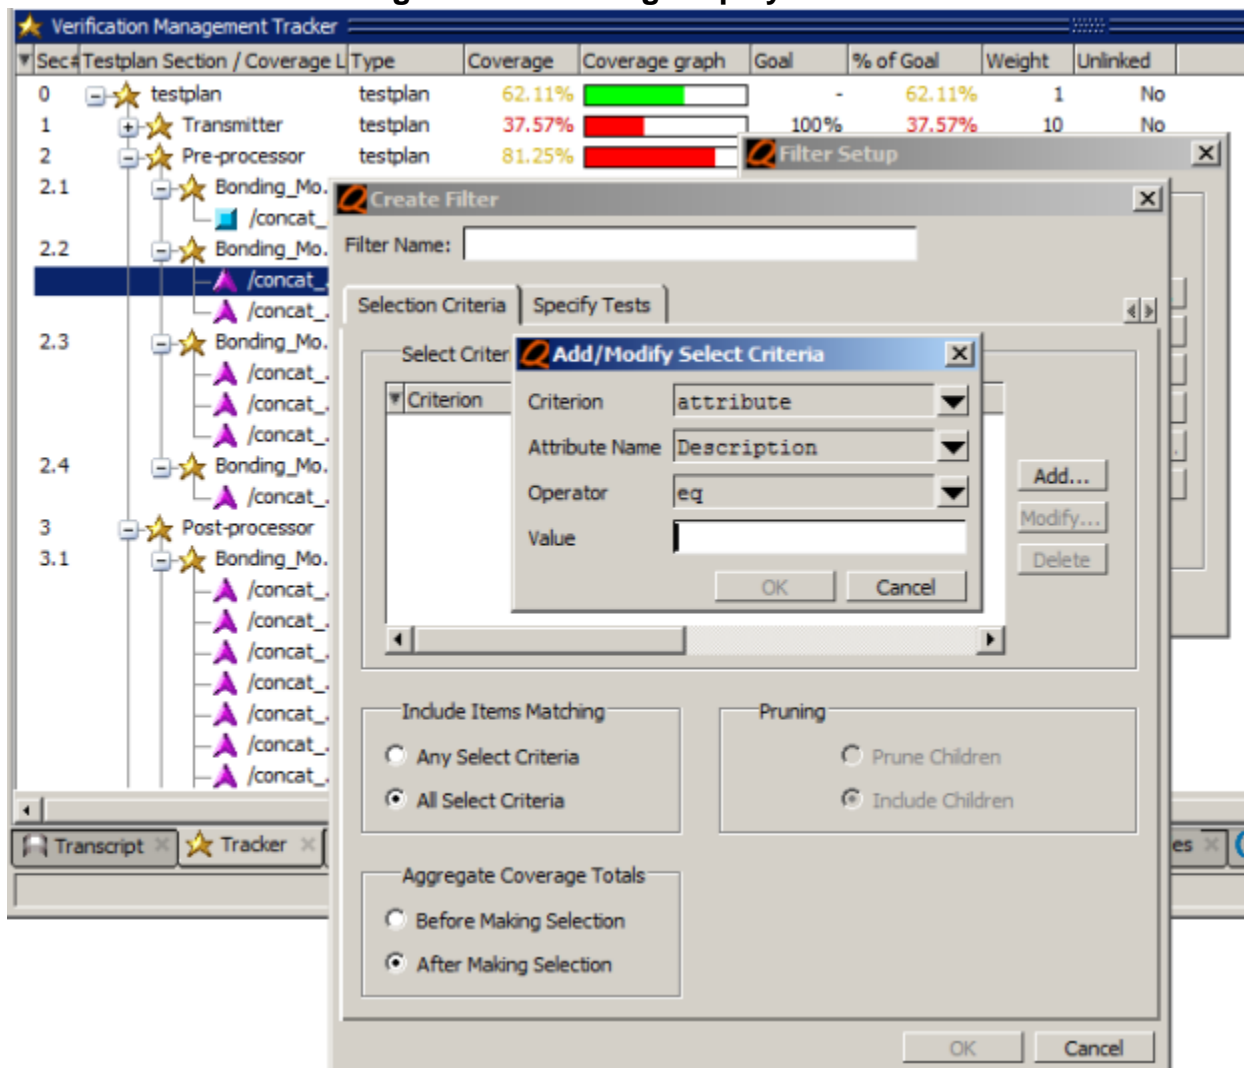 Verification Management Tracker
Sec# Testplan Section / Coverage L Type Coverage Coverage graph Goal % of Goal Weight Unlinked
0 testplan testplan 62.11% - 62.11% 1 No
1 Transmitter testplan 37.57% 100% 37.57% 10 No
2 Pre-processor testplan 81.25%
Filter Setup
2.1 Bonding_Mo.
/concat_
2.2 Bonding_Mo.
/concat_.
/concat_.
2.3 Bonding_Mo.
/concat_.
/concat_.
/concat_.
2.4 Bonding_Mo.
/concat_.
3 Post-processor
3.1 Bonding_Mo.
/concat_.
/concat_.
/concat_.
/concat_.
/concat_.
/concat_.
/concat_.
Transcript Tracker
es
Create Filter
Filter Name:
Selection Criteria Specify Tests
Select Criter
Criterion
Add...
Modify...
Delete
Add/Modify Select Criteria
Criterion attribute
Attribute Name Description
Operator eq
Value
OK Cancel
Include Items Matching
Any Select Criteria
All Select Criteria
Pruning
Prune Children
Include Children
Aggregate Coverage Totals
Before Making Selection
After Making Selection
OK Cancel